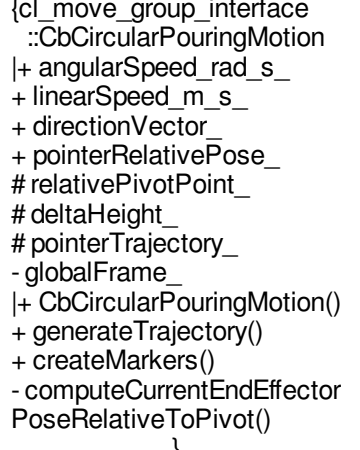 {cl_move_group_interface
::CbCircularPouringMotion
|+ angularSpeed_rad_s_
+ linearSpeed_m_s_
+ directionVector_
+ pointerRelativePose_
# relativePivotPoint_
# deltaHeight_
# pointerTrajectory_
- globalFrame_
|+ CbCircularPouringMotion()
+ generateTrajectory()
+ createMarkers()
- computeCurrentEndEffector
PoseRelativeToPivot()
}